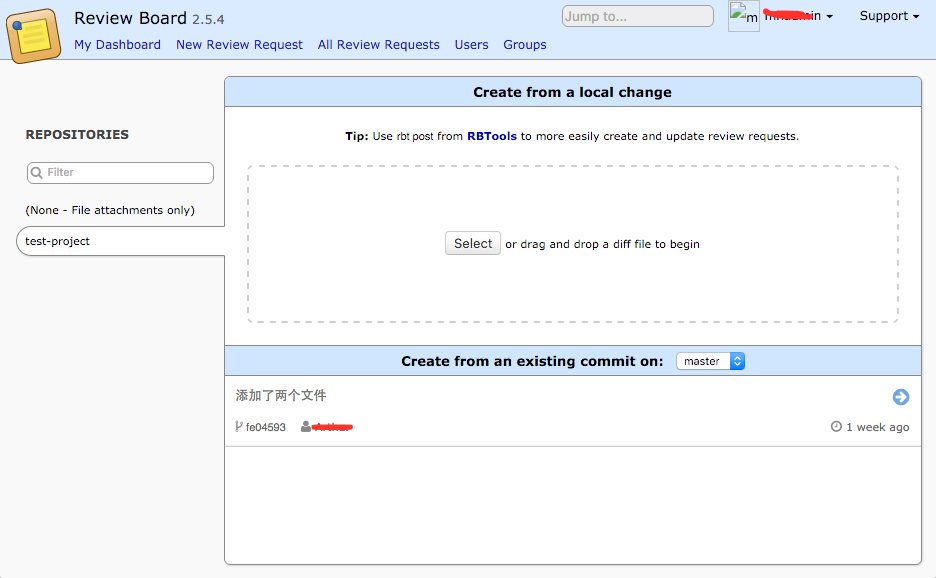 Review Board 2.5.4
Jump to...
Support
My Dashboard New Review Request All Review Requests Users Groups
Create from a local change
REPOSITORIES
Tip: Use rbt post from RBTools to more easily create and update review requests.
Filter
(None - File attachments only)
test-project
Select or drag and drop a diff file to begin
Create from an existing commit on: master
添加了两个文件
fe04593
1 week ago